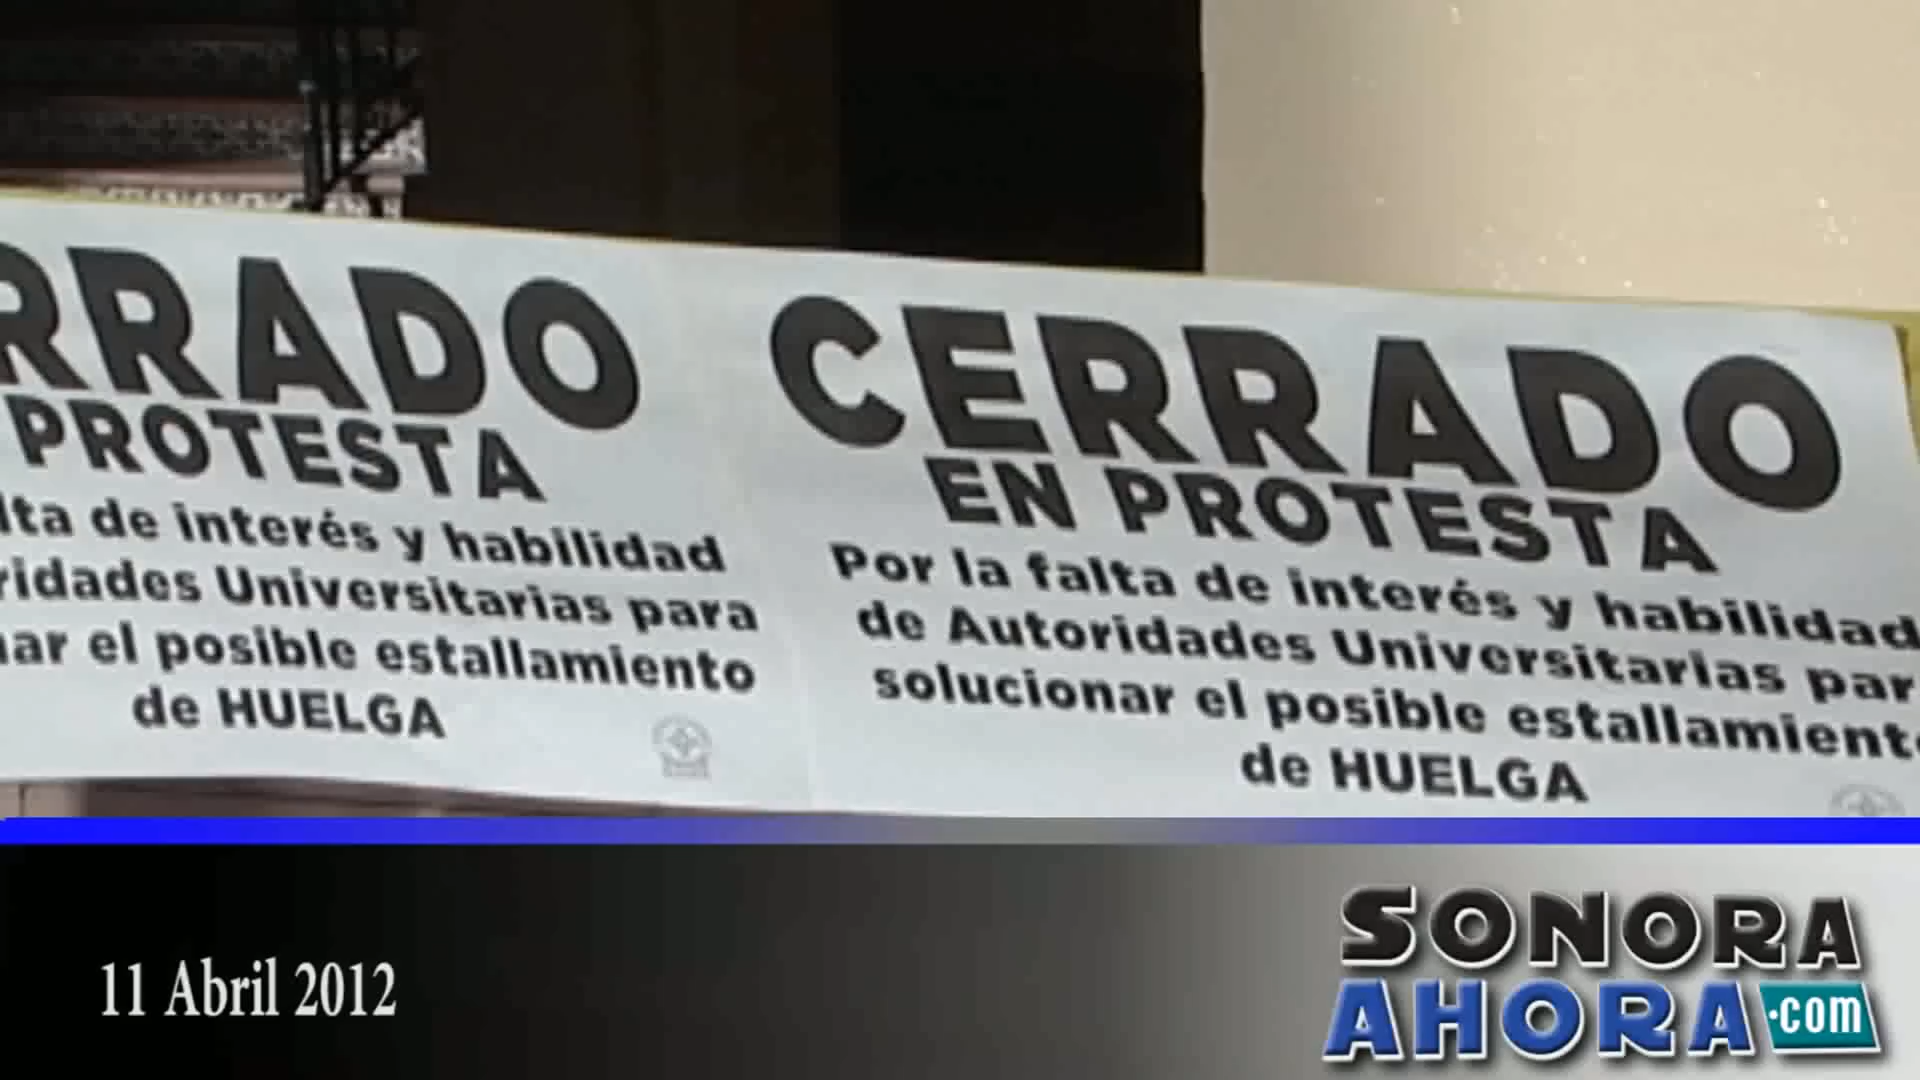 RRADO
PROTESTA
lta de interés y habilidad
ridades Universitarias para
nar el posible estallamiento
de HUELGA
CERRADO
EN PROTESTA
Por la falta de interés y habilidad
de Autoridades Universitarias par
solucionar el posible estallamiento
de HUELGA
11 Abril 2012
SONORA
AHORA.com